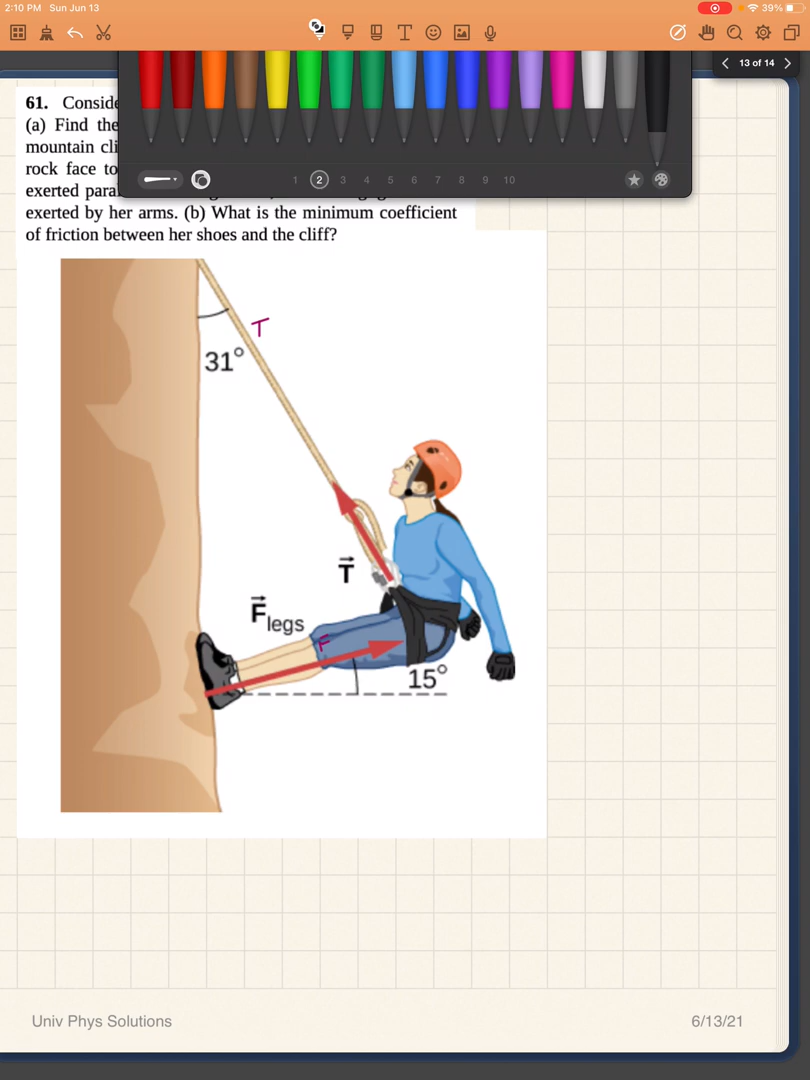 2:10 PM Sun Jun 13
39%
13 of 14
1 2 3 4 5 6 7 8 9 10
61. Conside
(a) Find the
mountain cli
rock face to
exerted para
exerted by her arms. (b) What is the minimum coefficient
of friction between her shoes and the cliff?
T
31°
T
F legs
F
15°
Univ Phys Solutions
6/13/21